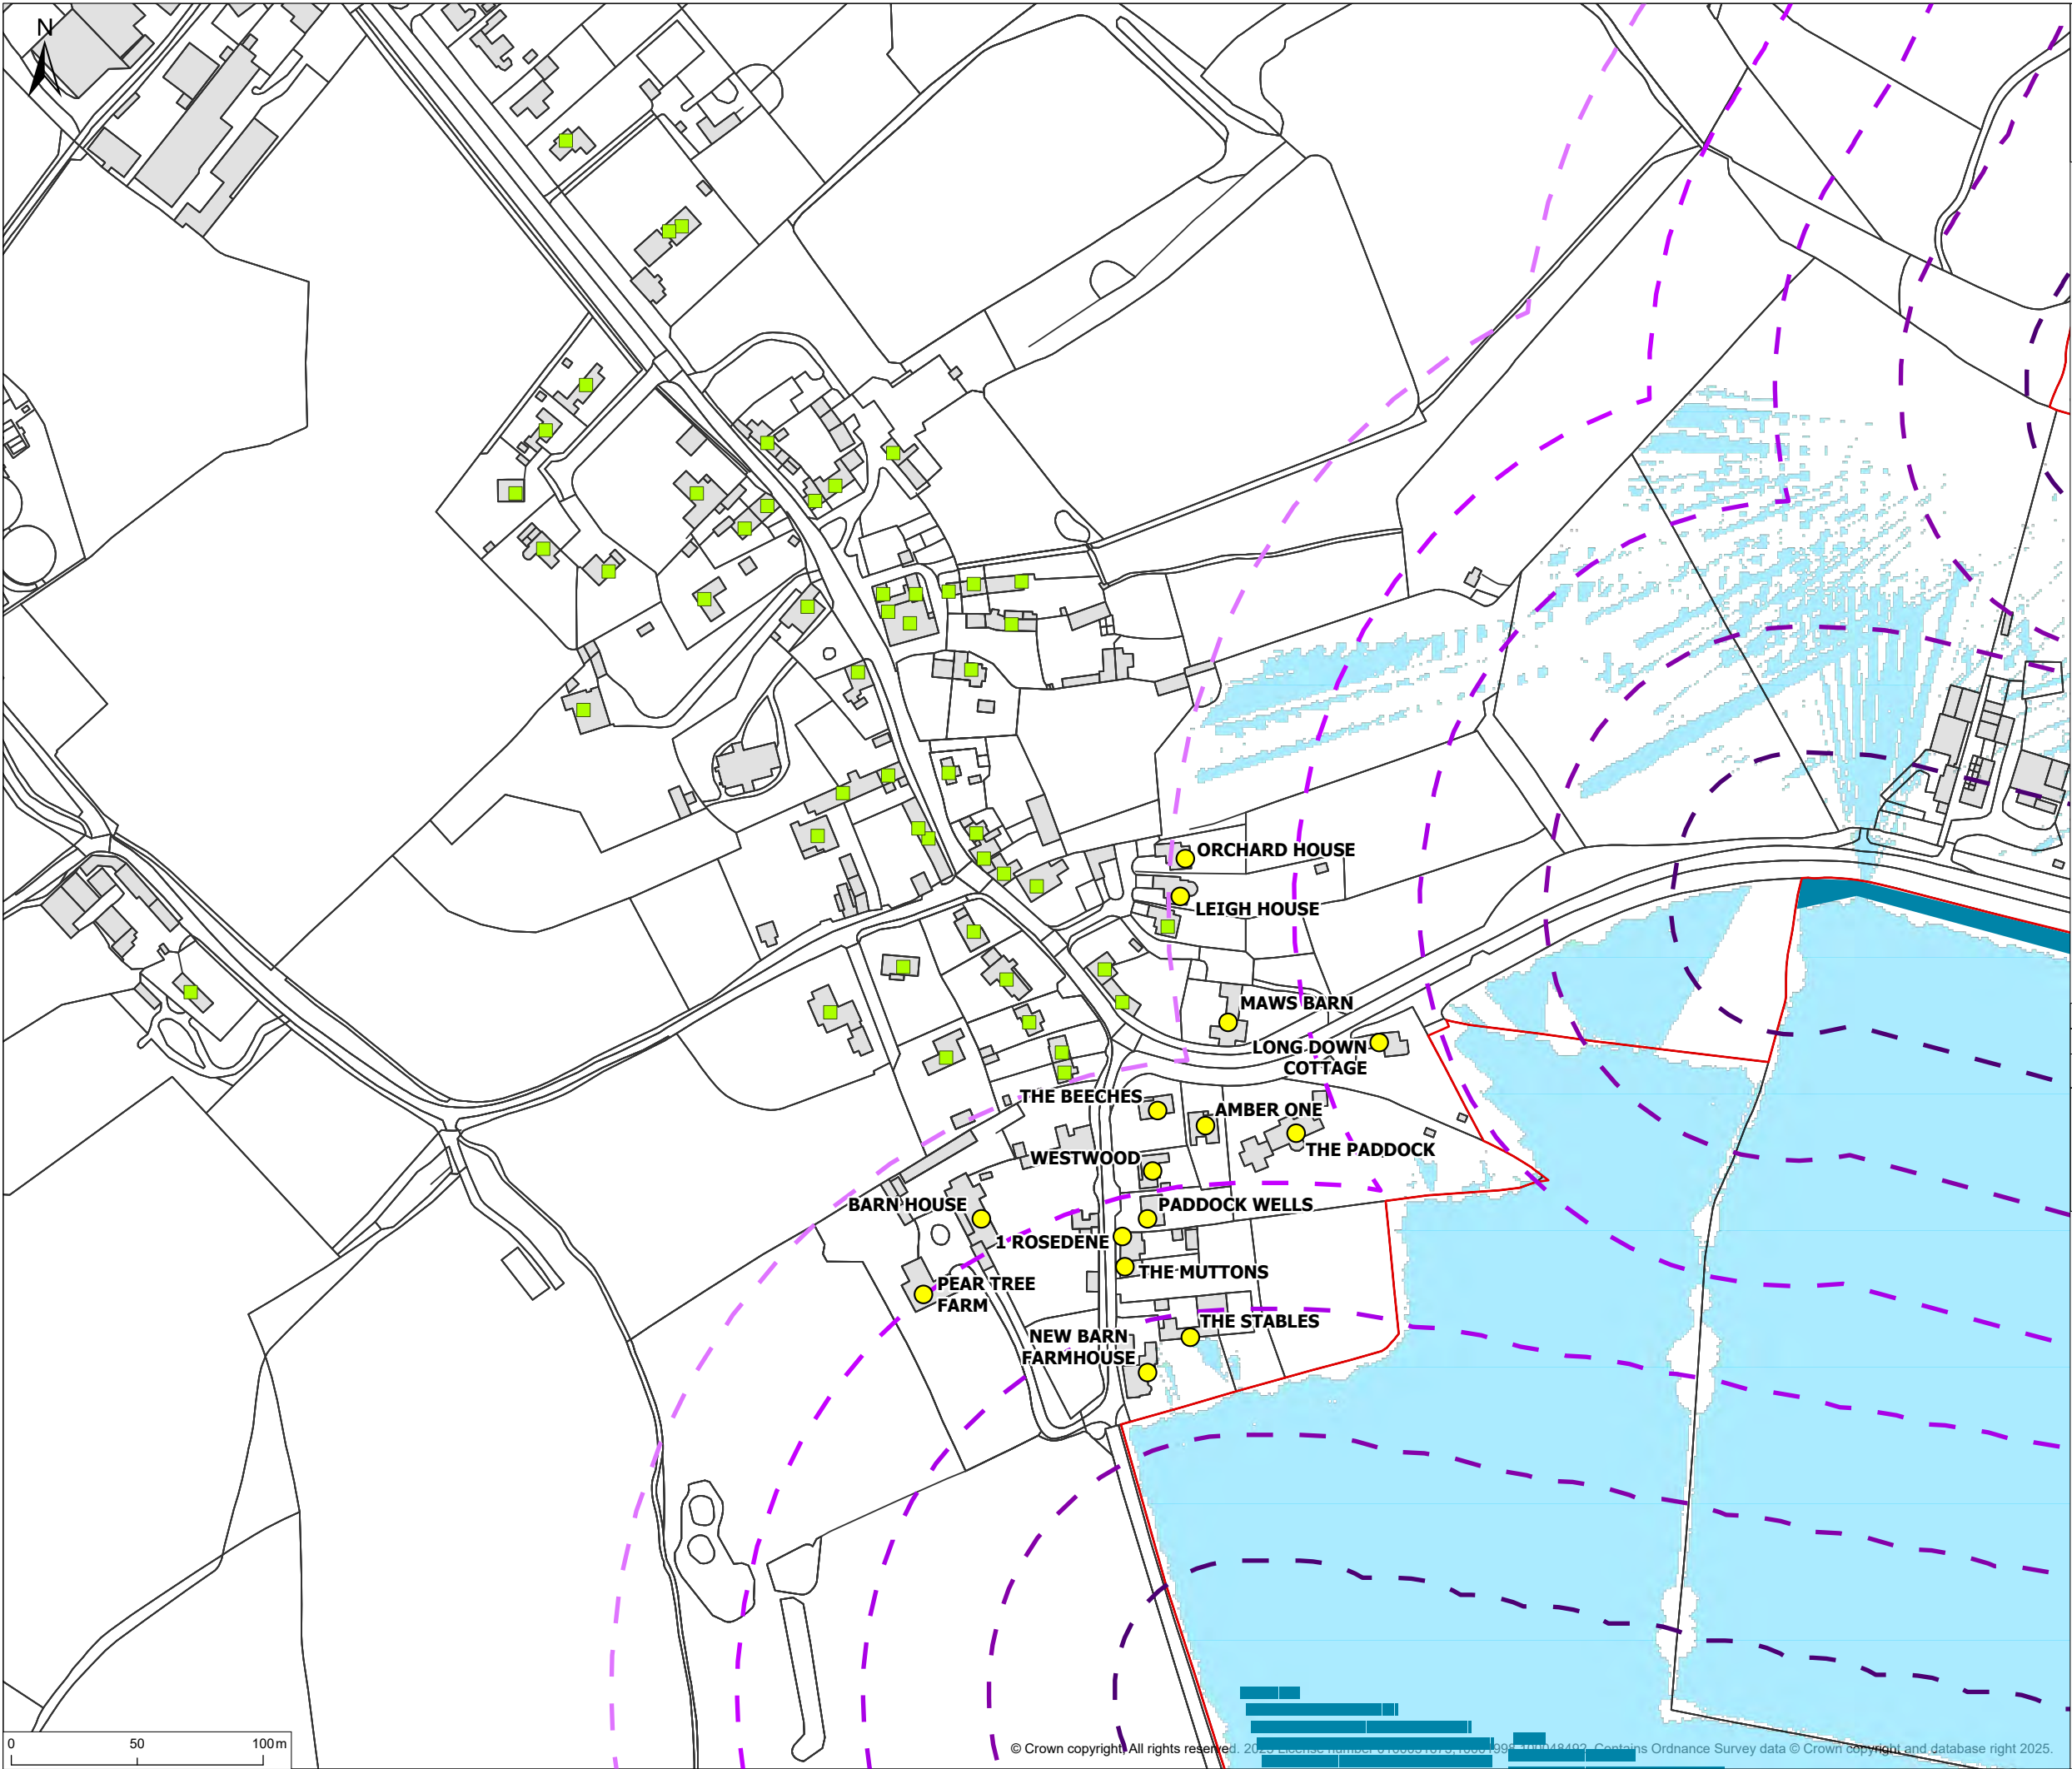 N
ORCHARD HOUSE
LEIGH HOUSE
MAWS BARN
LONG DOWN
COTTAGE
THE BEECHES
AMBER ONE
THE PADDOCK
WESTWOOD
BARN HOUSE
PADDOCK WELLS
1 ROSEDENE
THE MUTTONS
PEAR TREE
FARM
THE STABLES
NEW BARN
FARMHOUSE
0 50 100 m
© Crown copyright, All rights reserved. 2025 License number Contains Ordnance Survey data © Crown copyright and database right 2025.